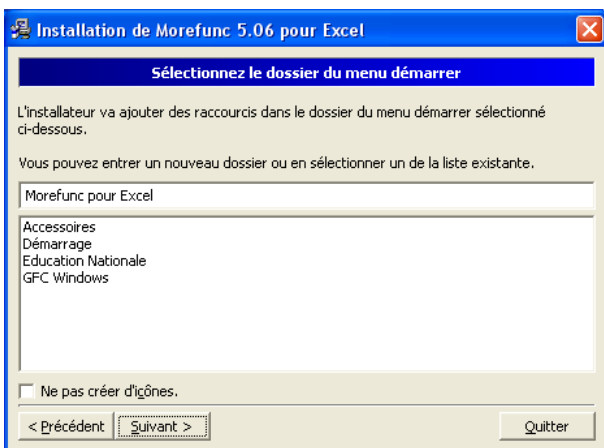 Installation de Morefunc 5.06 pour Excel
Sélectionnez le dossier du menu démarrer
L'installateur va ajouter des raccourcis dans le dossier du menu démarrer sélectionné
ci-dessous.
Vous pouvez entrer un nouveau dossier ou en sélectionner un de la liste existante.
Morefunc pour Excel
Accessoires
Démarrage
Education Nationale
GFC Windows
Ne pas créer d'icônes.
< Précédent Suivant > Quitter